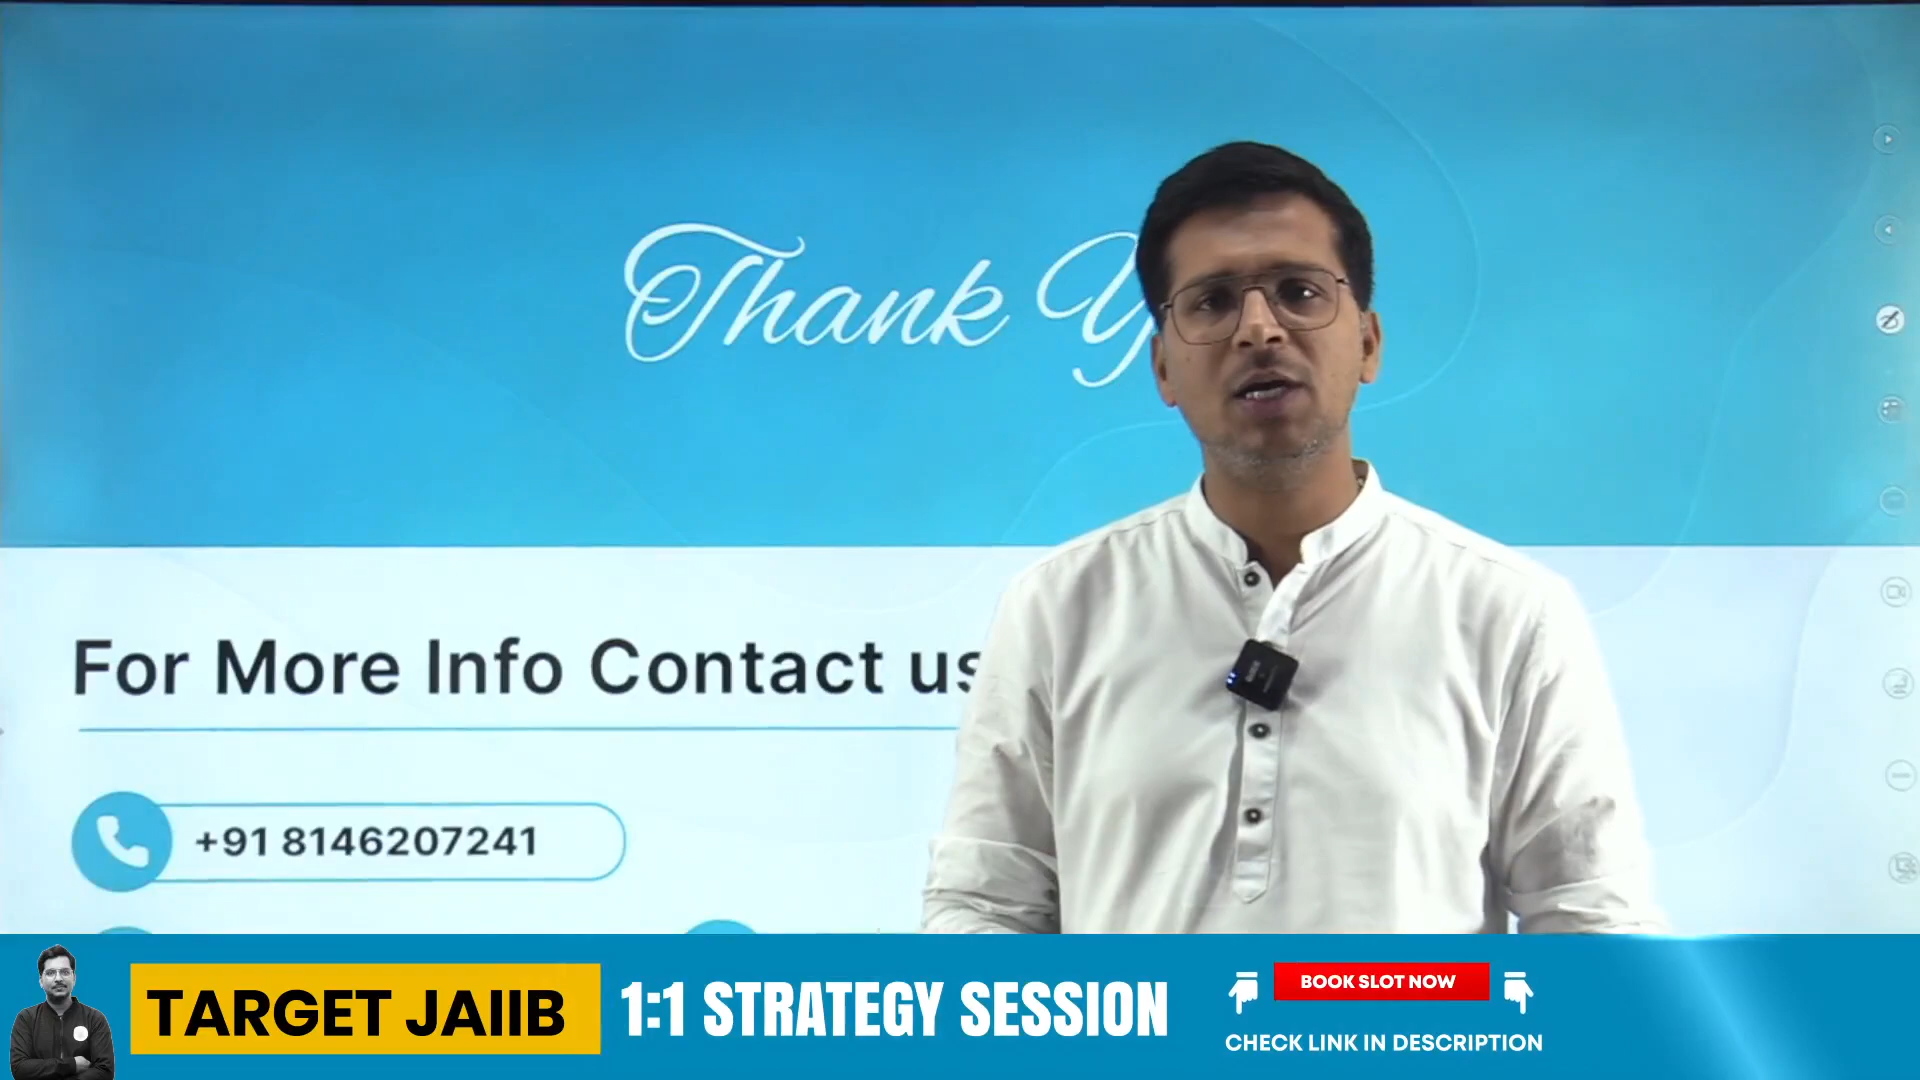 Thank Y
For More Info Contact us
+91 8146207241
TARGET JAIIB
1:1 STRATEGY SESSION
BOOK SLOT NOW
CHECK LINK IN DESCRIPTION